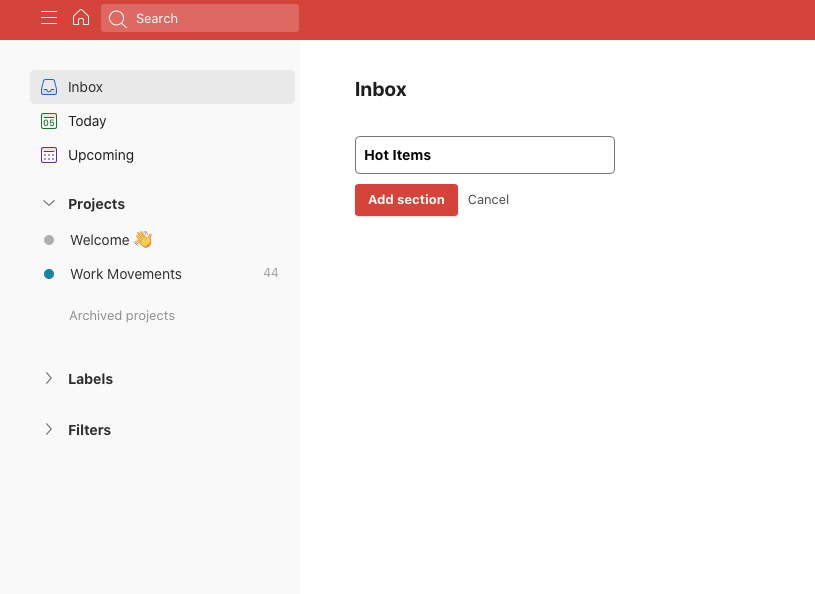 Search
Inbox
05
Today
Upcoming
Projects
Welcome 👋
Work Movements 44
Archived projects
Labels
Filters
Inbox
Hot Items
Add section Cancel